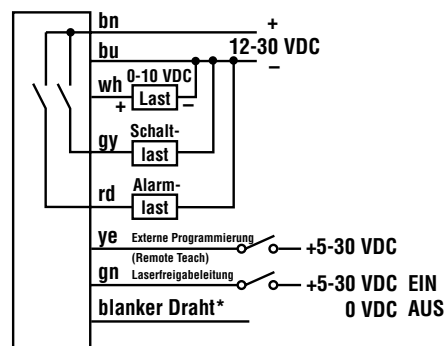 bn +
bu 12-30 VDC
–
wh 0-10 VDC
+ Last –
gy Schalt-
last
rd Alarm-
last
ye Externe Programmierung +5-30 VDC
(Remote Teach)
gn Laserfreigabeleitung +5-30 VDC EIN
blanker Draht* 0 VDC AUS